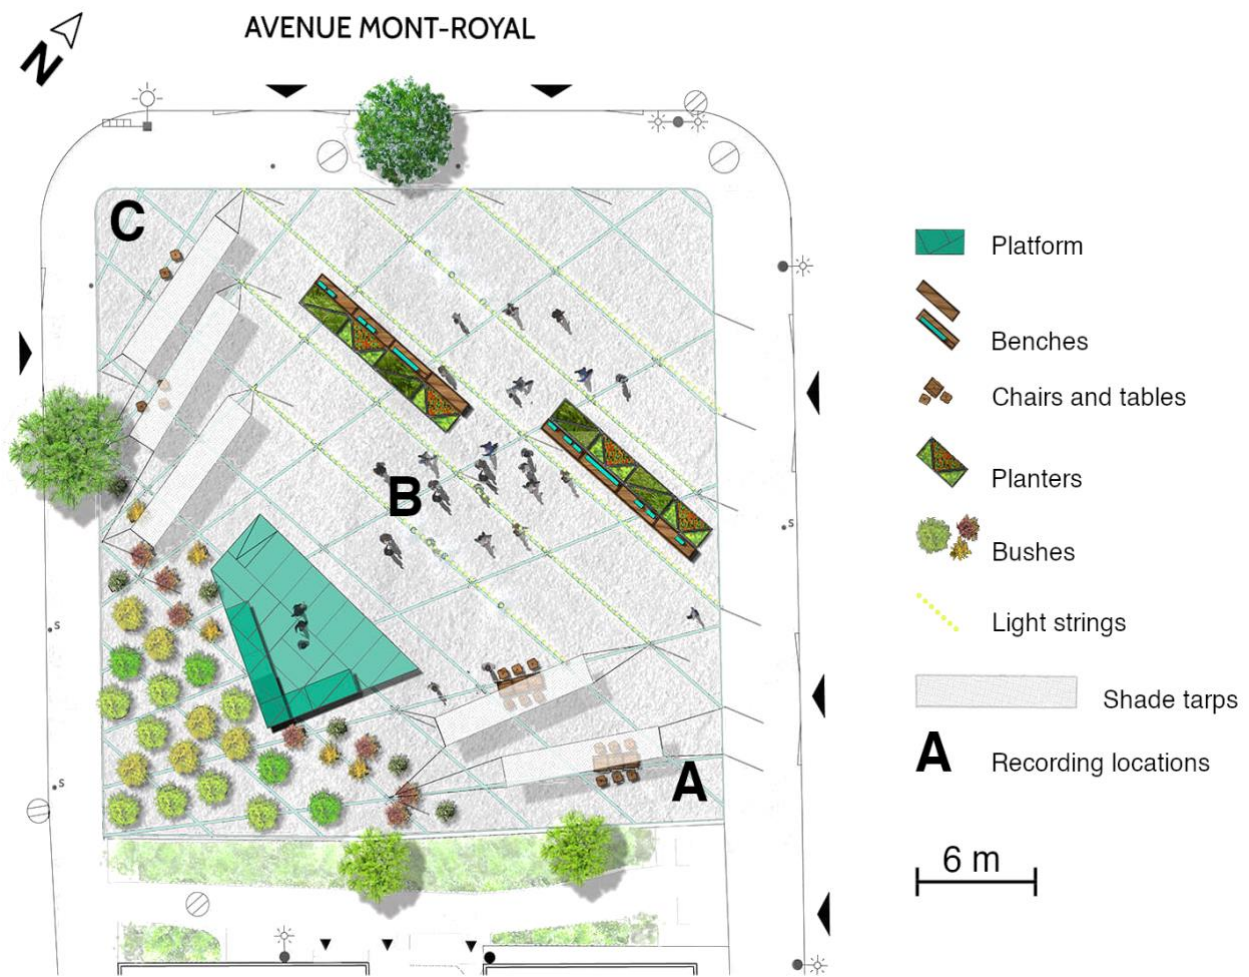 N
AVENUE MONT-ROYAL
C
B
A
S
S
S
Platform
Benches
Chairs and tables
Planters
Bushes
Light strings
Shade tarps
A Recording locations
6 m